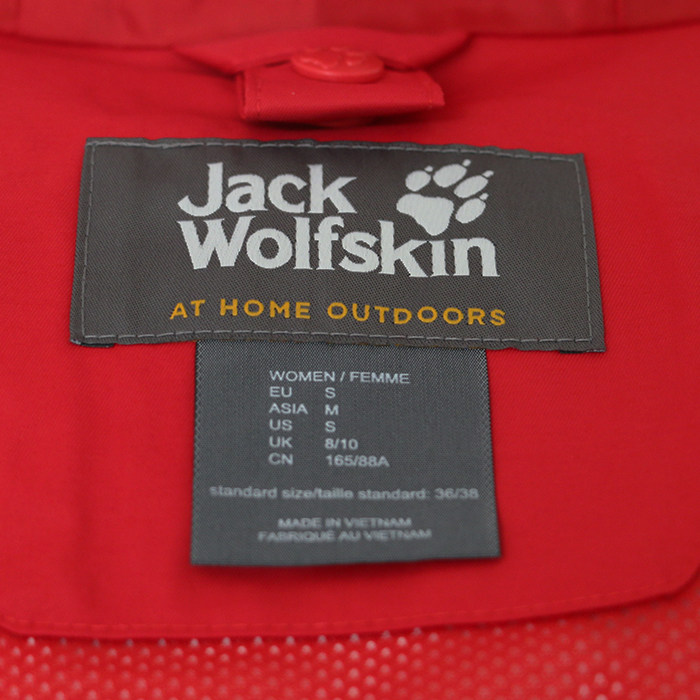 Jack
Wolfskin
AT HOME OUTDOORS
WOMEN / FEMME
EU S
ASIA M
US S
UK 8/10
CN 165/88A
standard size/taille standard: 36/38
MADE IN VIETNAM
FABRIQUÉ AU VIETNAM